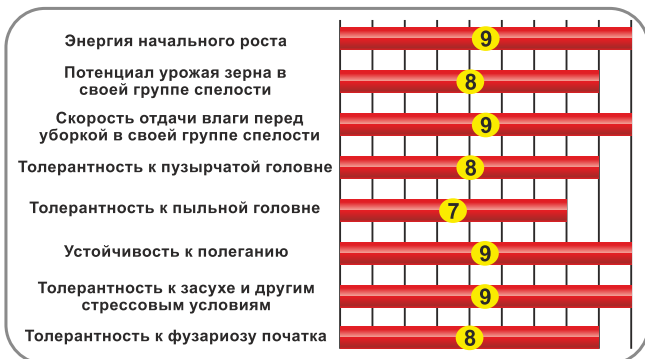 Энергия начального роста
9
Потенциал урожая зерна в
своей группе спелости
8
Скорость отдачи влаги перед
уборкой в своей группе спелости
9
Толерантность к пузырчатой головне
8
Толерантность к пыльной головне
7
Устойчивость к полеганию
9
Толерантность к засухе и другим
стрессовым условиям
9
Толерантность к фузариозу початка
8